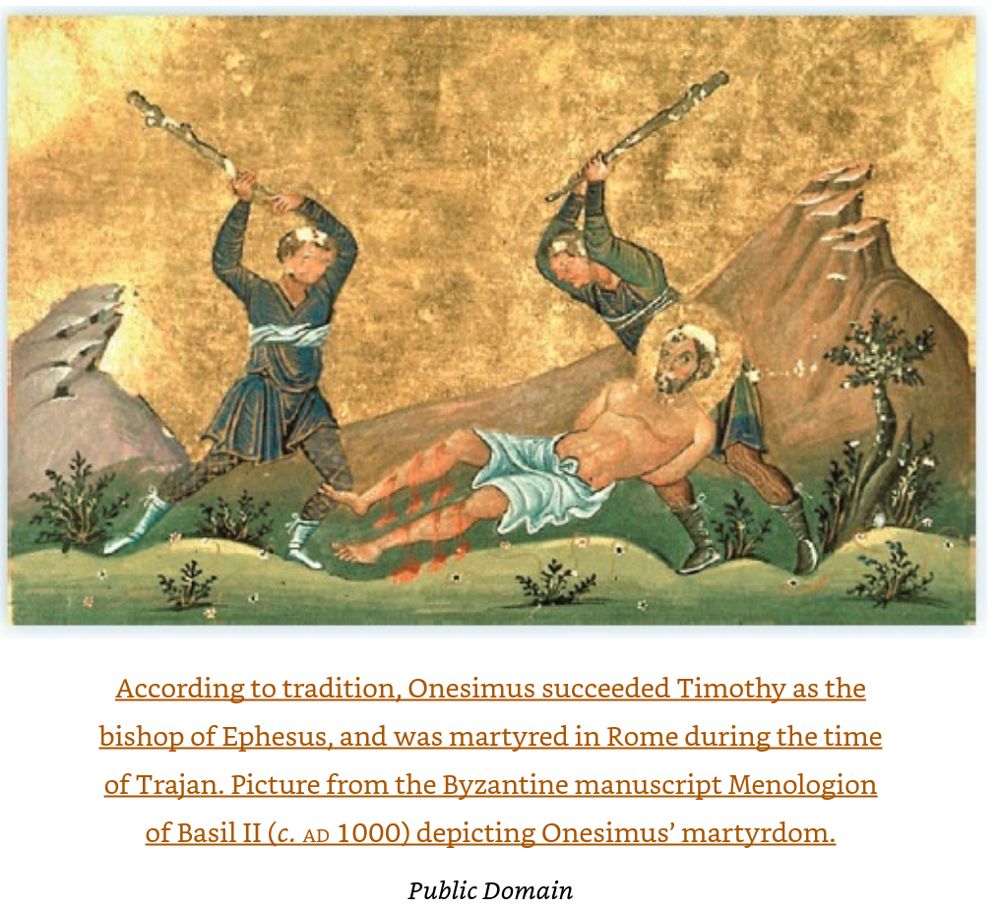 According to tradition, Onesimus succeeded Timothy as the
bishop of Ephesus, and was martyred in Rome during the time
of Trajan. Picture from the Byzantine manuscript Menologion
of Basil II (c. AD 1000) depicting Onesimus’ martyrdom.
Public Domain